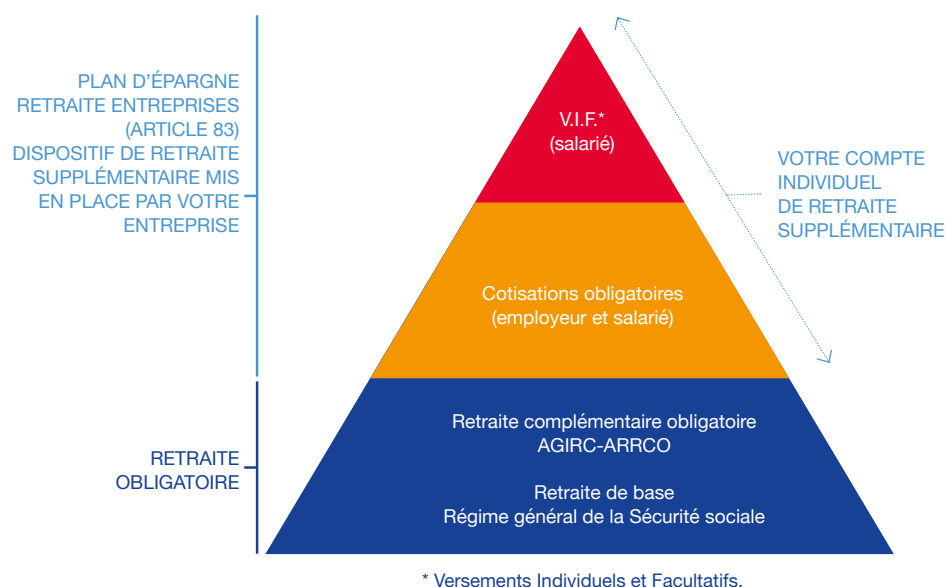 PLAN D'ÉPARGNE
RETRAITE ENTREPRISES
(ARTICLE 83)
DISPOSITIF DE RETRAITE
SUPPLÉMENTAIRE MIS
EN PLACE PAR VOTRE
ENTREPRISE
V.I.F.*
(salarié)
VOTRE COMPTE
INDIVIDUEL
DE RETRAITE
SUPPLÉMENTAIRE
Cotisations obligatoires
(employeur et salarié)
RETRAITE
OBLIGATOIRE
Retraite complémentaire obligatoire
AGIRC-ARRCO
Retraite de base
Régime général de la Sécurité sociale
* Versements Individuels et Facultatifs.